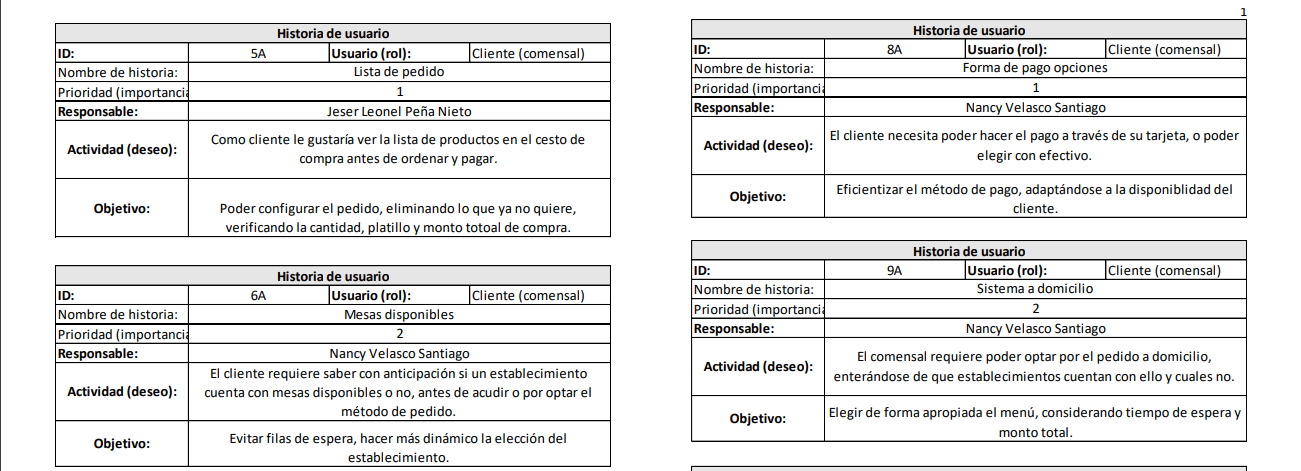 Historia de usuario
ID: 5A Usuario (rol): Cliente (comensal)
Nombre de historia: Lista de pedido
Prioridad (importancia 1
Responsable: Jeser Leonel Peña Nieto
Actividad (deseo): Como cliente le gustaría ver la lista de productos en el cesto de
compra antes de ordenar y pagar.
Objetivo: Poder configurar el pedido, eliminando lo que ya no quiere,
verificando la cantidad, platillo y monto totoal de compra.
Historia de usuario
ID: 6A Usuario (rol): Cliente (comensal)
Nombre de historia: Mesas disponibles
Prioridad (importancia 2
Responsable: Nancy Velasco Santiago
Actividad (deseo): El cliente requiere saber con anticipación si un establecimiento
cuenta con mesas disponibles o no, antes de acudir o por optar el
método de pedido.
Objetivo: Evitar filas de espera, hacer más dinámico la elección del
establecimiento.
1
Historia de usuario
ID: 8A Usuario (rol): Cliente (comensal)
Nombre de historia: Forma de pago opciones
Prioridad (importancia 1
Responsable: Nancy Velasco Santiago
Actividad (deseo): El cliente necesita poder hacer el pago a través de su tarjeta, o poder
elegir con efectivo.
Objetivo: Eficientizar el método de pago, adaptándose a la disponiblidad del
cliente.
Historia de usuario
ID: 9A Usuario (rol): Cliente (comensal)
Nombre de historia: Sistema a domicilio
Prioridad (importancia 2
Responsable: Nancy Velasco Santiago
Actividad (deseo): El comensal requiere poder optar por el pedido a domicilio,
enterándose de que establecimientos cuentan con ello y cuales no.
Objetivo: Elegir de forma apropiada el menú, considerando tiempo de espera y
monto total.